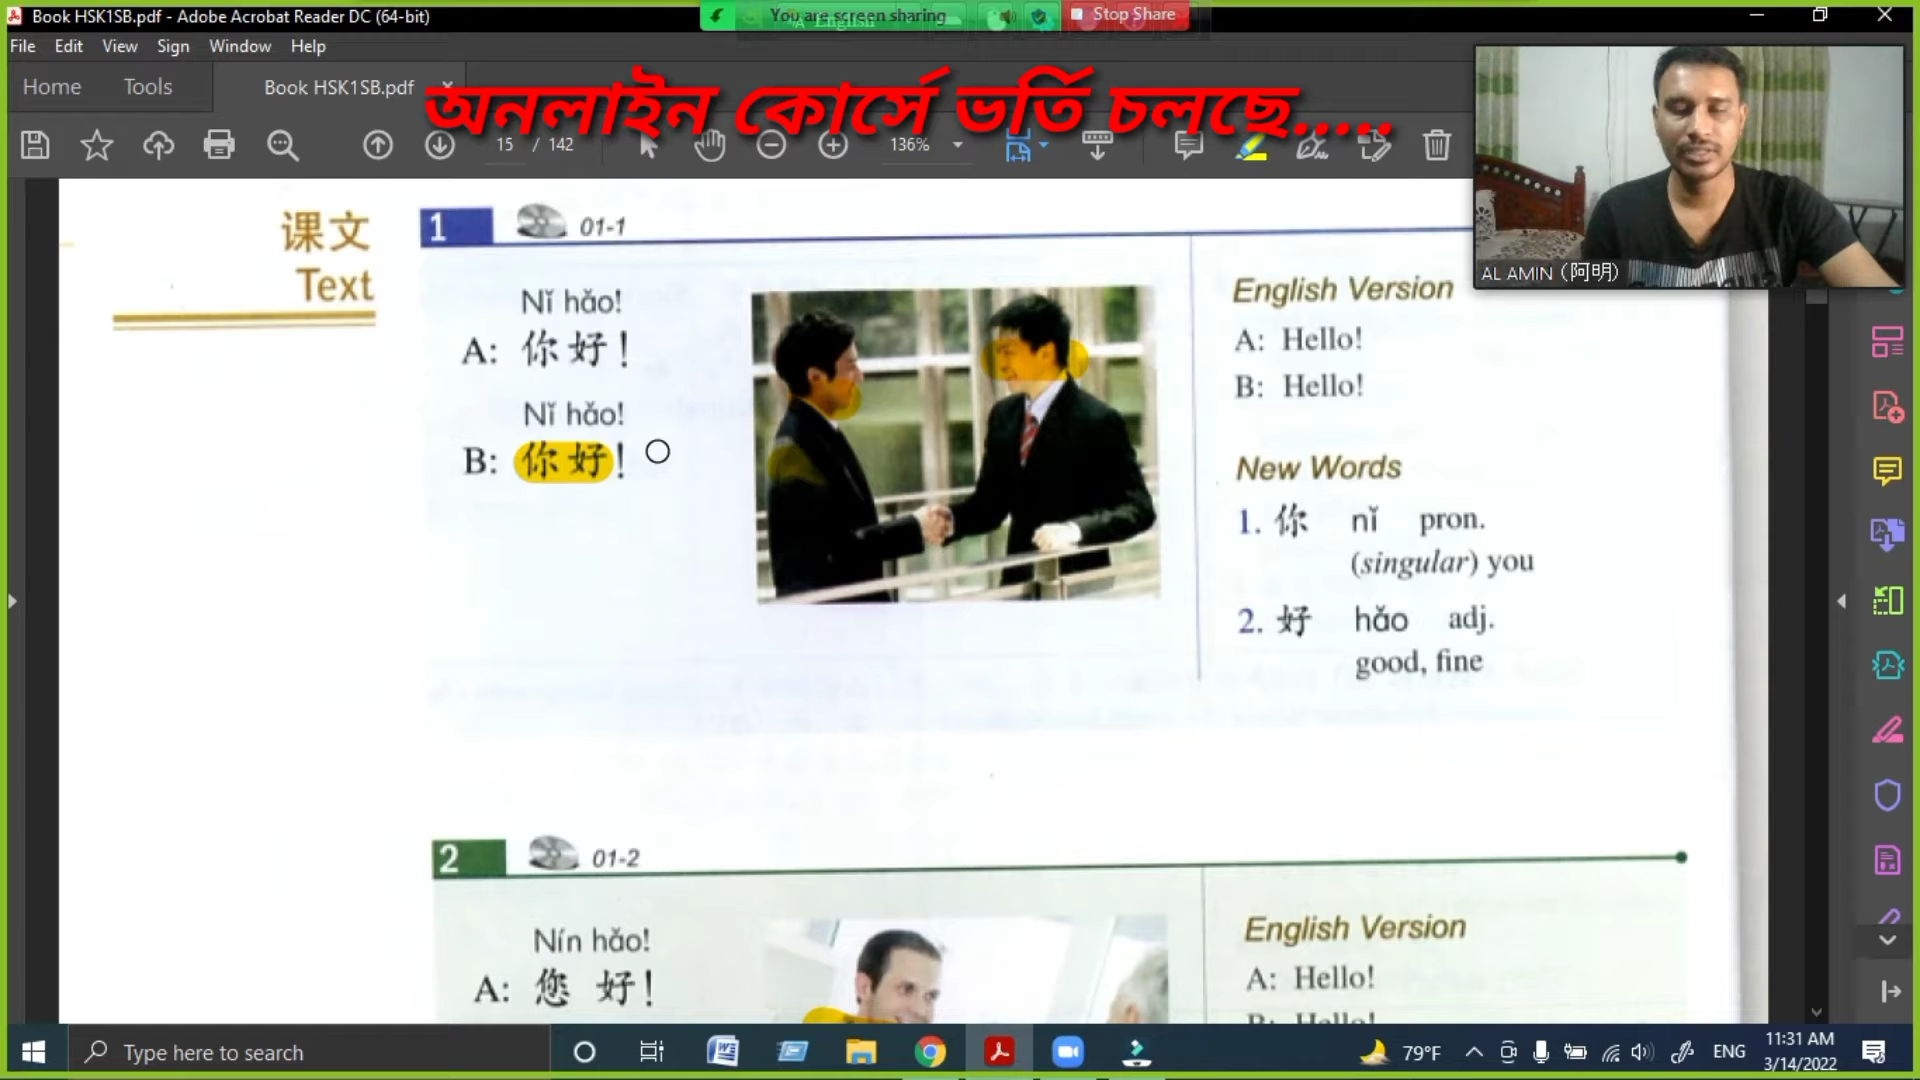 Book HSK1SB.pdf - Adobe Acrobat Reader DC (64-bit)
You are screen sharing
Stop Share
File Edit View Sign Window Help
Home Tools Book HSK1SB.pdf
অনলাইন কোর্সে ভর্তি চলছে.....
15 / 142 136%
AL AMIN (阿明)
课文
Text
1 01-1
Nǐ hǎo!
A: 你好!
Nǐ hǎo!
B: 你好!
English Version
A: Hello!
B: Hello!
New Words
1. 你 nǐ pron.
(singular) you
2. 好 hǎo adj.
good, fine
2 01-2
Nín hǎo!
A: 您 好!
English Version
A: Hello!
B: Hello!
Type here to search
79°F
ENG
11:31 AM
3/14/2022